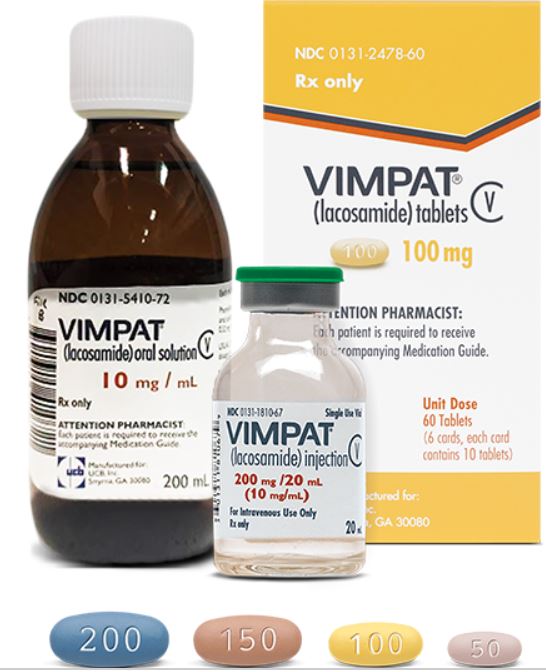 NDC 0131-2478-60
Rx only
VIMPAT®
(lacosamide) tablets CV
100 100 mg
ATTENTION PHARMACIST:
Each patient is required to receive
the accompanying Medication Guide.
Unit Dose
60 Tablets
(6 cards, each card
contains 10 tablets)
GA 30080
NDC 0131-5410-72
VIMPAT
(lacosamide) oral solution CV
10 mg / mL
Rx only
ATTENTION PHARMACIST:
Each patient is required to receive the
accompanying Medication Guide
ucb
Manufactured for:
UCB, Inc.
Smyrna, GA 30080
200 mL
NDC 0131-1810-67
Single Use
VIMPAT
(lacosamide) injection CV
200 mg /20 mL
(10 mg/mL)
For Intravenous Use Only
Rx only
20
200
150
100
50